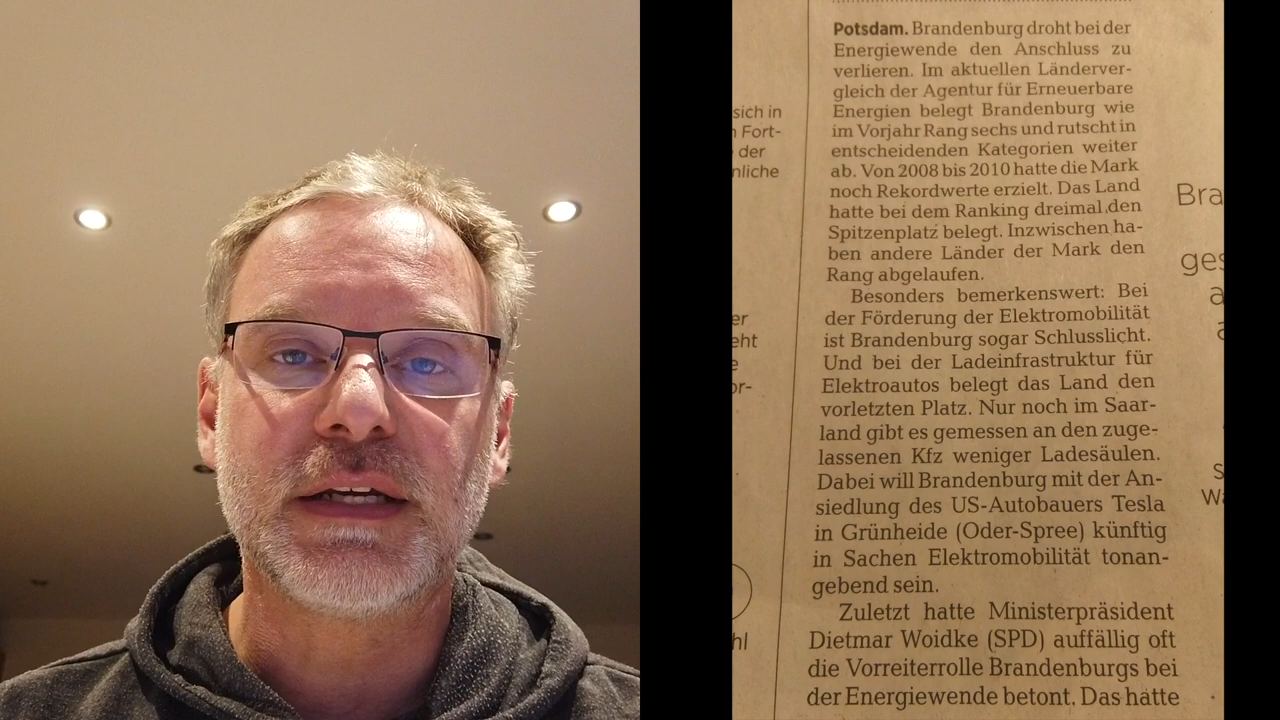 Potsdam. Brandenburg droht bei der
Energiewende den Anschluss zu
verlieren. Im aktuellen Länderver-
gleich der Agentur für Erneuerbare
Energien belegt Brandenburg wie
im Vorjahr Rang sechs und rutscht in
entscheidenden Kategorien weiter
ab. Von 2008 bis 2010 hatte die Mark
noch Rekordwerte erzielt. Das Land
hatte bei dem Ranking dreimal den
Spitzenplatz belegt. Inzwischen ha-
ben andere Länder der Mark den
Rang abgelaufen.
Besonders bemerkenswert: Bei
der Förderung der Elektromobilität
ist Brandenburg sogar Schlusslicht.
Und bei der Ladeinfrastruktur für
Elektroautos belegt das Land den
vorletzten Platz. Nur noch im Saar-
land gibt es gemessen an den zuge-
lassenen Kfz weniger Ladesäulen.
Dabei will Brandenburg mit der An-
siedlung des US-Autobauers Tesla
in Grünheide (Oder-Spree) künftig
in Sachen Elektromobilität tonan-
gebend sein.
Zuletzt hatte Ministerpräsident
Dietmar Woidke (SPD) auffällig oft
die Vorreiterrolle Brandenburgs bei
der Energiewende betont. Das hatte
sich in
Fort-
der